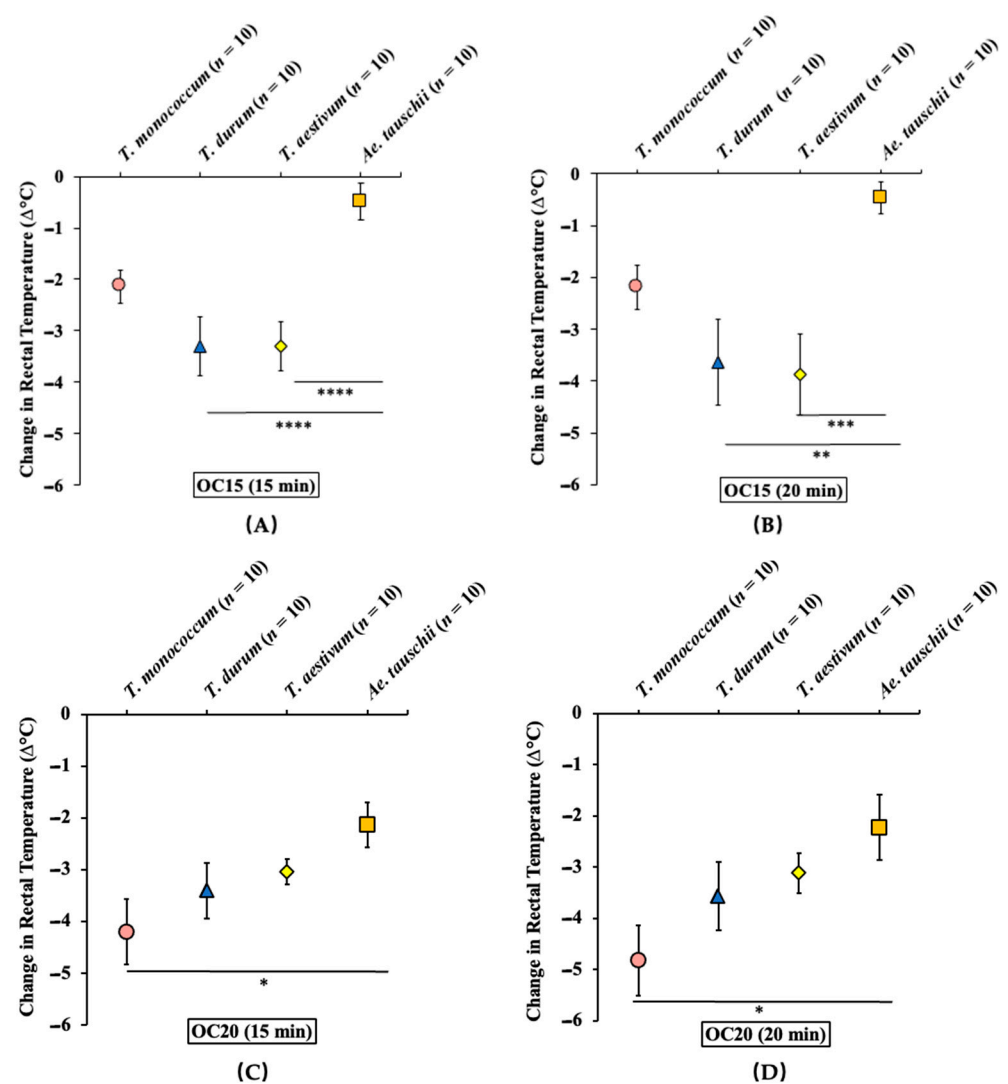 T. monococcum (n = 10)
T. durum (n = 10)
T. aestivum (n = 10)
Ae. tauschii (n = 10)
Change in Rectal Temperature (Δ°C)
0
–1
–2
–3
–4
–5
–6
****
****
OC15 (15 min)
(A)
T. monococcum (n = 10)
T. durum (n = 10)
T. aestivum (n = 10)
Ae. tauschii (n = 10)
Change in Rectal Temperature (Δ°C)
0
–1
–2
–3
–4
–5
–6
***
**
OC15 (20 min)
(B)
T. monococcum (n = 10)
T. durum (n = 10)
T. aestivum (n = 10)
Ae. tauschii (n = 10)
Change in Rectal Temperature (Δ°C)
0
–1
–2
–3
–4
–5
–6
*
OC20 (15 min)
(C)
T. monococcum (n = 10)
T. durum (n = 10)
T. aestivum (n = 10)
Ae. tauschii (n = 10)
Change in Rectal Temperature (Δ°C)
0
–1
–2
–3
–4
–5
–6
*
OC20 (20 min)
(D)